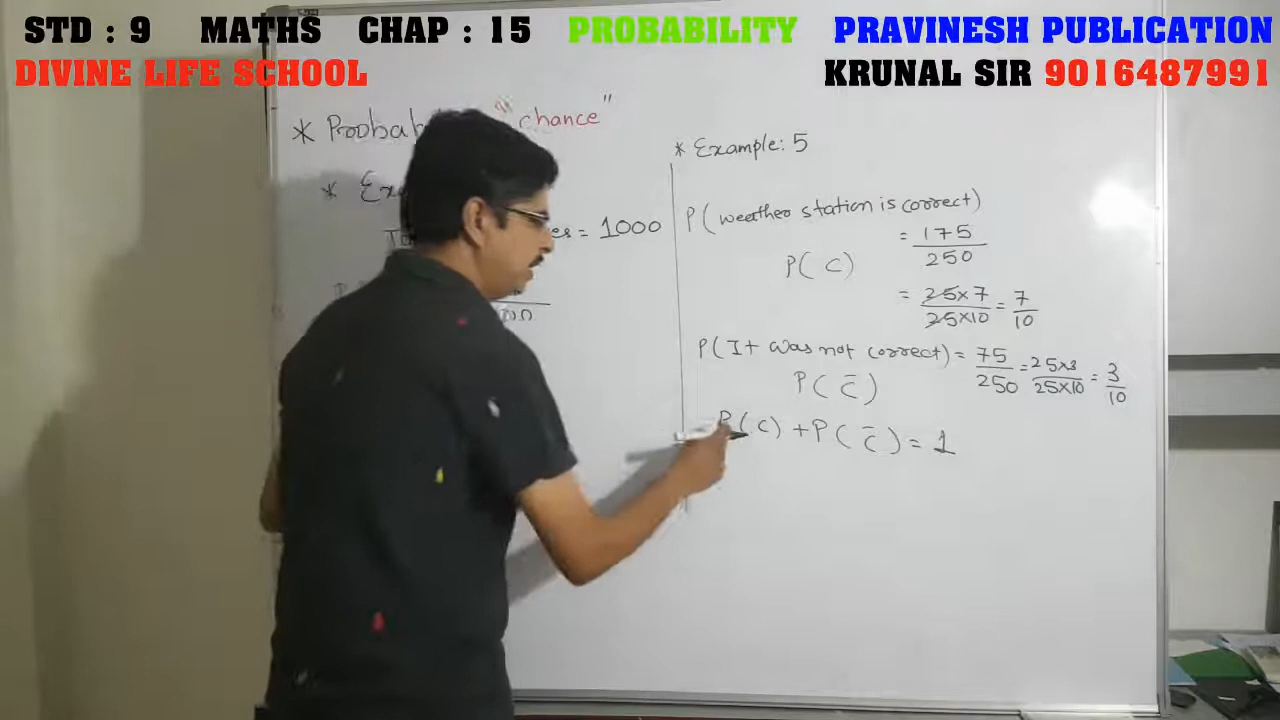 STD : 9 MATHS CHAP : 15 PROBABILITY PRAVINESH PUBLICATION
DIVINE LIFE SCHOOL KRUNAL SIR 9016487991
* "chance"
*
= 1000
* Example: 5
P( weather station is correct)
= 175/250
P( C )
= 25×7/25×10 = 7/10
P( It was not correct) = 75/250 = 25×3/25×10 = 3/10
P( C̄ )
P( C ) + P( C̄ ) = 1